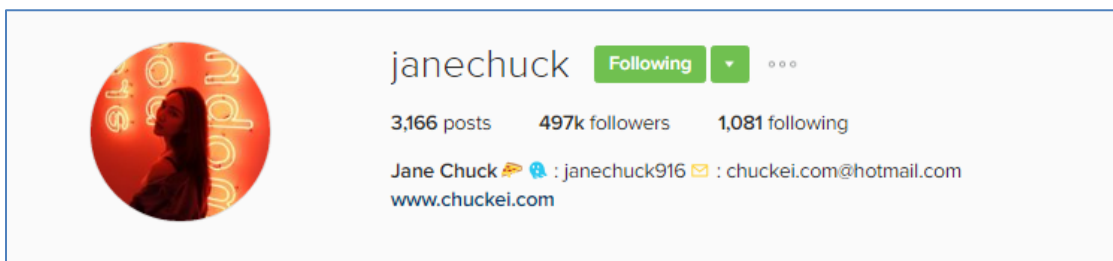 janechuck Following
3,166 posts 497k followers 1,081 following
Jane Chuck 🍕 : janechuck916 : chuckei.com@hotmail.com
www.chuckei.com